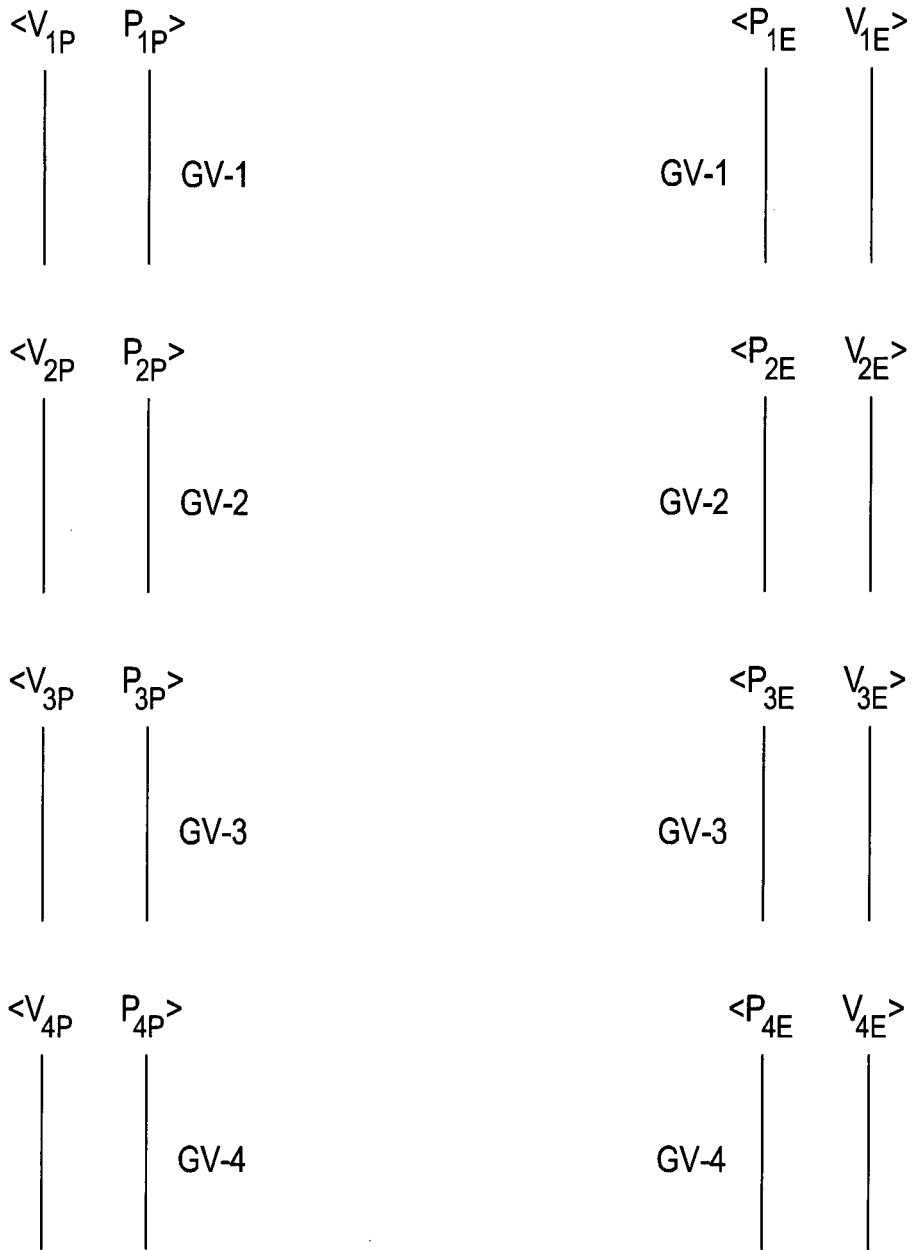 <V1P P1P> <P1E V1E>
GV-1 GV-1
<V2P P2P> <P2E V2E>
GV-2 GV-2
<V3P P3P> <P3E V3E>
GV-3 GV-3
<V4P P4P> <P4E V4E>
GV-4 GV-4